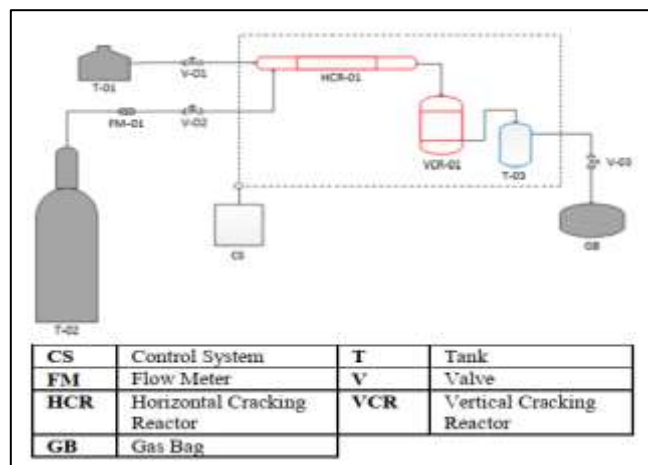 V-01
HCR-01
T-01
FM-01
V-02
VCR-01
T-03
V-03
CS
GB
T-02
CS Control System T Tank
FM Flow Meter V Valve
HCR Horizontal Cracking Reactor VCR Vertical Cracking Reactor
GB Gas Bag